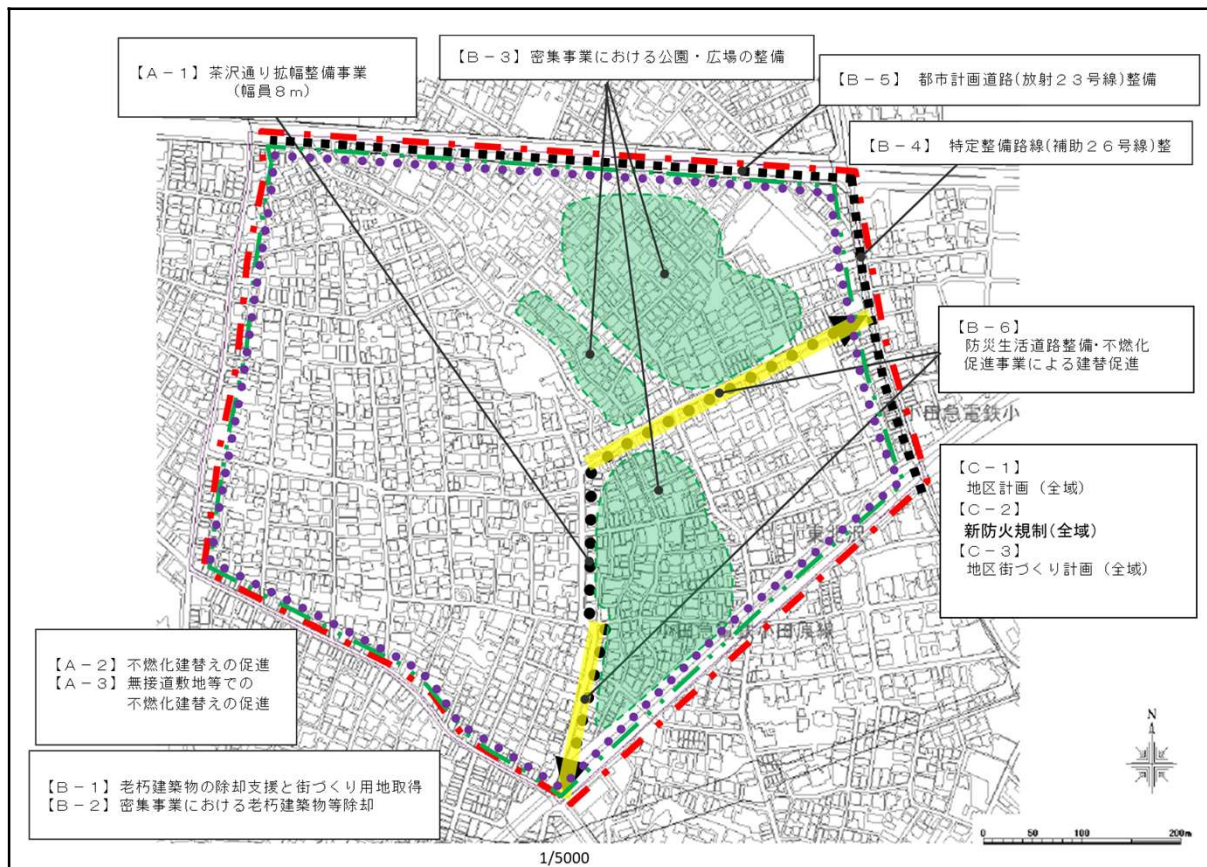 【Ａ－１】茶沢通り拡幅整備事業
（幅員８ｍ）
【Ｂ－３】密集事業における公園・広場の整備
【Ｂ－５】 都市計画道路(放射２３号線)整備
【Ｂ－４】 特定整備路線(補助２６号線)整
【Ｂ－６】
防災生活道路整備・不燃化
促進事業による建替促進
小田急電鉄小
【Ｃ－１】
地区計画（全域）
【Ｃ－２】
新防火規制(全域)
【Ｃ－３】
地区街づくり計画（全域）
東北沢
小田急電鉄小田原線
【Ａ－２】不燃化建替えの促進
【Ａ－３】無接道敷地等での
不燃化建替えの促進
【Ｂ－１】老朽建築物の除却支援と街づくり用地取得
【Ｂ－２】密集事業における老朽建築物等除却
N
0 50 100 200m
1/5000